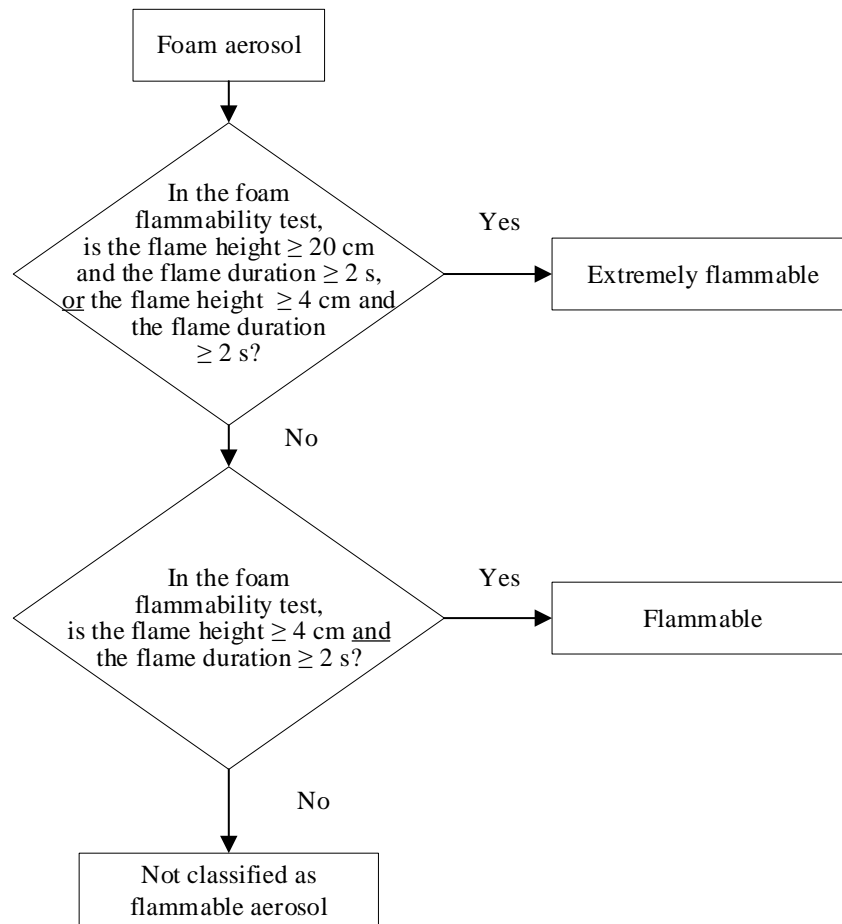 Foam aerosol
In the foam
flammability test,
is the flame height ≥ 20 cm
and the flame duration ≥ 2 s,
or the flame height ≥ 4 cm and
the flame duration
≥ 2 s?
Yes
Extremely flammable
No
In the foam
flammability test,
is the flame height ≥ 4 cm and
the flame duration ≥ 2 s?
Yes
Flammable
No
Not classified as
flammable aerosol